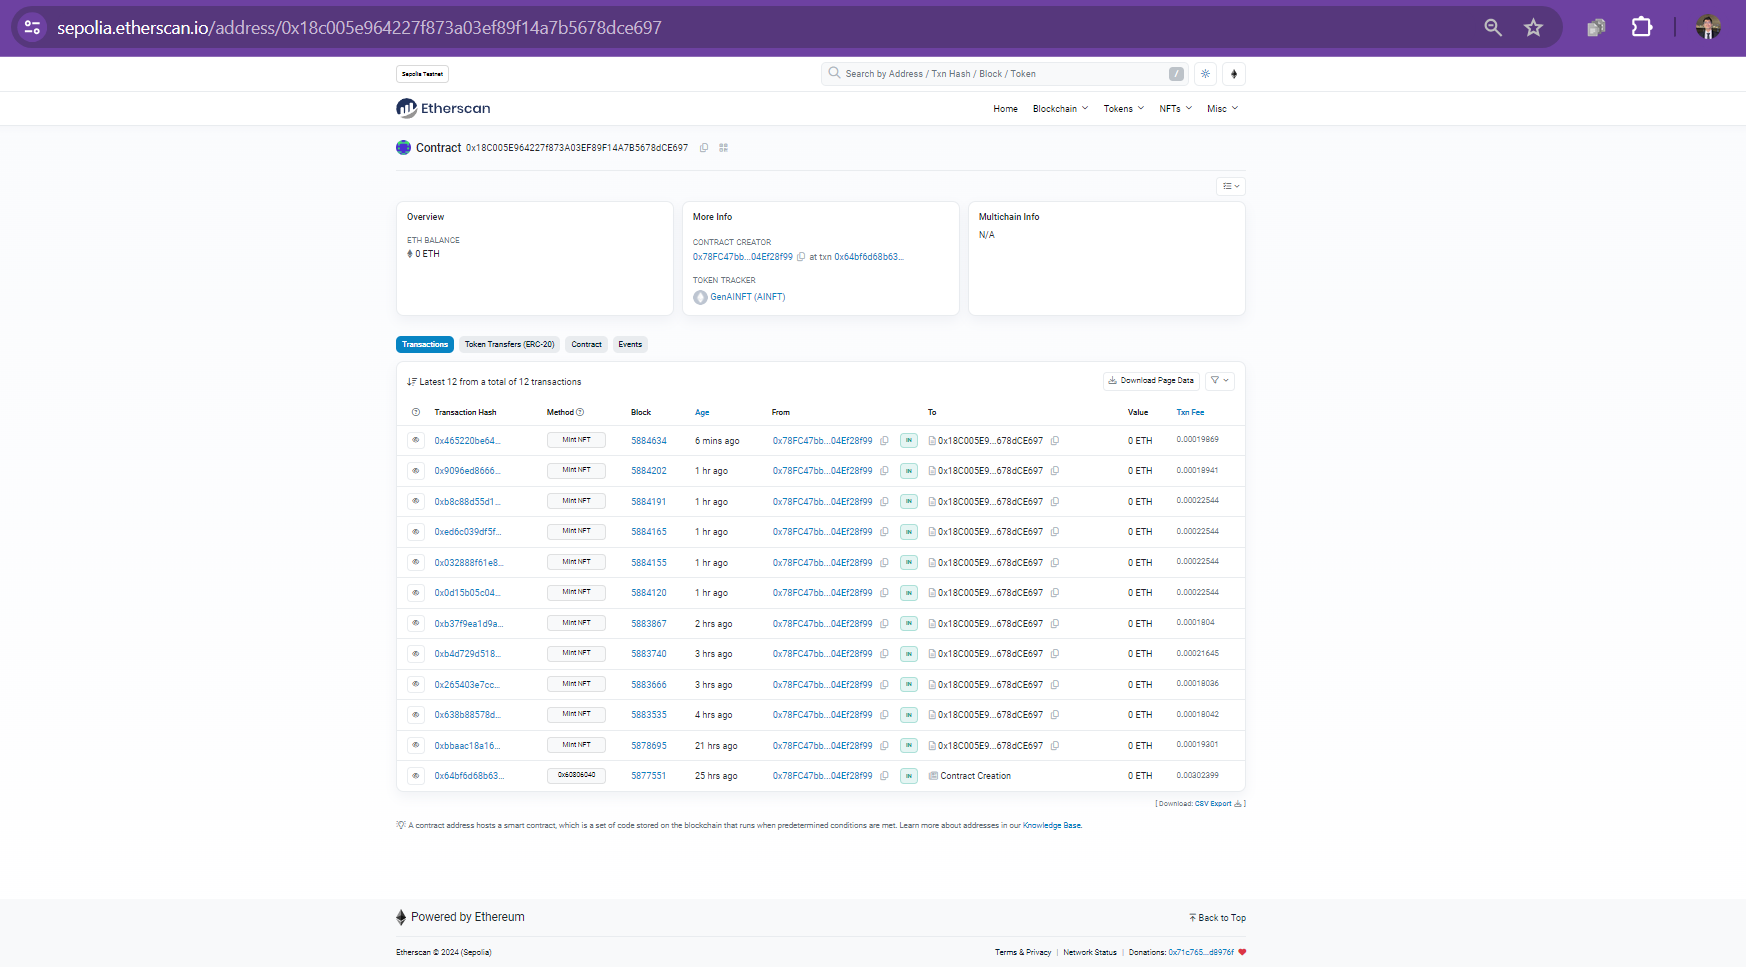 sepolia.etherscan.io/address/0x18c005e964227f873a03ef89f14a7b5678dce697
Sepolia Testnet
Search by Address / Txn Hash / Block / Token /
Etherscan
Home Blockchain Tokens NFTs Misc
Contract 0x18C005E964227f873A03EF89F14A7B5678dCE697
Overview
ETH BALANCE
0 ETH
More Info
CONTRACT CREATOR
0x78FC47bb...04Ef28f99 at txn 0x64bf6d68b63...
TOKEN TRACKER
GenAINFT (AINFT)
Multichain Info
N/A
Transactions Token Transfers (ERC-20) Contract Events
Latest 12 from a total of 12 transactions
Download Page Data
Transaction Hash Method Block Age From To Value Txn Fee
0x465220be64... Mint NFT 5884634 6 mins ago 0x78FC47bb...04Ef28f99 IN 0x18C005E9...678dCE697 0 ETH 0.00019869
0x9096ed8666... Mint NFT 5884202 1 hr ago 0x78FC47bb...04Ef28f99 IN 0x18C005E9...678dCE697 0 ETH 0.00018941
0xb8c88d55d1... Mint NFT 5884191 1 hr ago 0x78FC47bb...04Ef28f99 IN 0x18C005E9...678dCE697 0 ETH 0.00022544
0xed6c039df5f... Mint NFT 5884165 1 hr ago 0x78FC47bb...04Ef28f99 IN 0x18C005E9...678dCE697 0 ETH 0.00022544
0x032888f61e8... Mint NFT 5884155 1 hr ago 0x78FC47bb...04Ef28f99 IN 0x18C005E9...678dCE697 0 ETH 0.00022544
0x0d15b05c04... Mint NFT 5884120 1 hr ago 0x78FC47bb...04Ef28f99 IN 0x18C005E9...678dCE697 0 ETH 0.00022544
0xb37f9ea1d9a... Mint NFT 5883867 2 hrs ago 0x78FC47bb...04Ef28f99 IN 0x18C005E9...678dCE697 0 ETH 0.0001804
0xb4d729d518... Mint NFT 5883740 3 hrs ago 0x78FC47bb...04Ef28f99 IN 0x18C005E9...678dCE697 0 ETH 0.00021645
0x265403e7cc... Mint NFT 5883666 3 hrs ago 0x78FC47bb...04Ef28f99 IN 0x18C005E9...678dCE697 0 ETH 0.00018036
0x638b88578d... Mint NFT 5883535 4 hrs ago 0x78FC47bb...04Ef28f99 IN 0x18C005E9...678dCE697 0 ETH 0.00018042
0xbbaac18a16... Mint NFT 5878695 21 hrs ago 0x78FC47bb...04Ef28f99 IN 0x18C005E9...678dCE697 0 ETH 0.00019301
0x64bf6d68b63... 0x60806040 5877551 25 hrs ago 0x78FC47bb...04Ef28f99 IN Contract Creation 0 ETH 0.00302399
[ Download: CSV Export ]
A contract address hosts a smart contract, which is a set of code stored on the blockchain that runs when predetermined conditions are met. Learn more about addresses in our Knowledge Base.
Powered by Ethereum
Back to Top
Etherscan © 2024 (Sepolia)
Terms & Privacy | Network Status | Donations: 0x71c765...d8976f